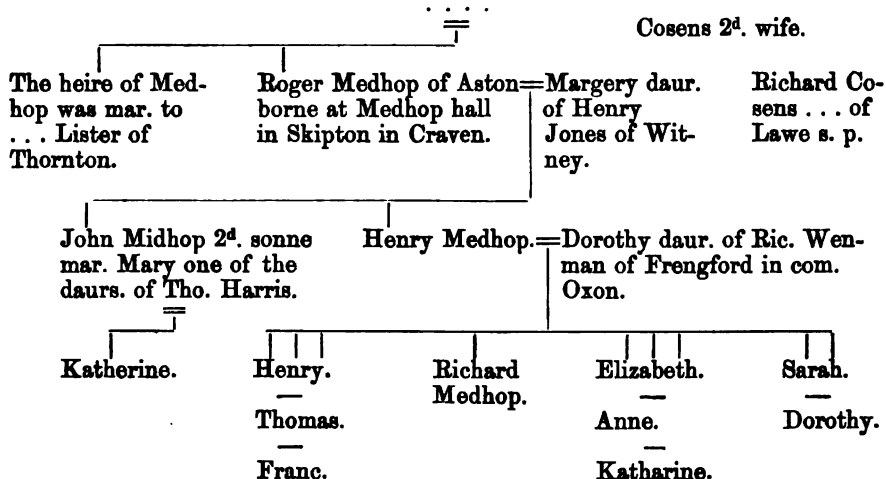 . . . .
Cosens 2d. wife.
The heire of Med-
hop was mar. to
. . . Lister of
Thornton.
Roger Medhop of Aston
borne at Medhop hall
in Skipton in Craven.
Margery daur.
of Henry
Jones of Wit-
ney.
Richard Co-
sens . . . of
Lawe s. p.
John Midhop 2d. sonne
mar. Mary one of the
daurs. of Tho. Harris.
Henry Medhop.
Dorothy daur. of Ric. Wen-
man of Frengford in com.
Oxon.
Katherine.
Henry.
Thomas.
Franc.
Richard
Medhop.
Elizabeth.
Anne.
Katharine.
Sarah.
Dorothy.